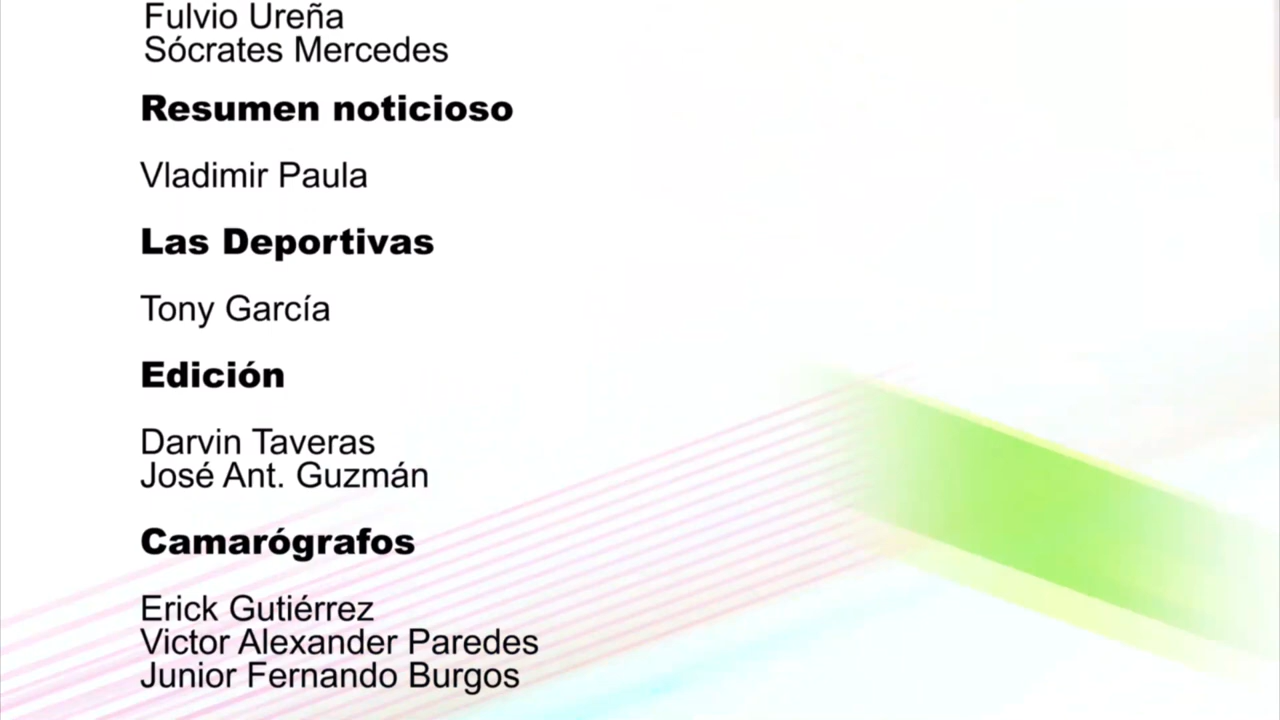 Fulvio Ureña
Sócrates Mercedes
Resumen noticioso
Vladimir Paula
Las Deportivas
Tony García
Edición
Darvin Taveras
José Ant. Guzmán
Camarógrafos
Erick Gutiérrez
Victor Alexander Paredes
Junior Fernando Burgos